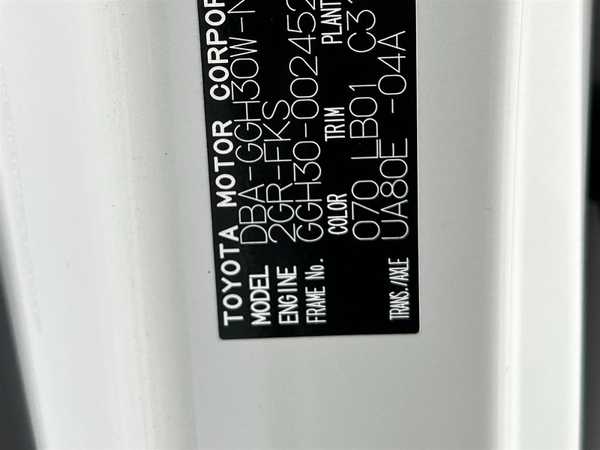 TOYOTA MOTOR CORPOR
MODEL DBA-GGH30W-N
ENGINE 2GR-FKS
FRAME No. GGH30-002452
COLOR TRIM PLANT
070 LB01 C3
TRANS./AXLE UA80E -04A